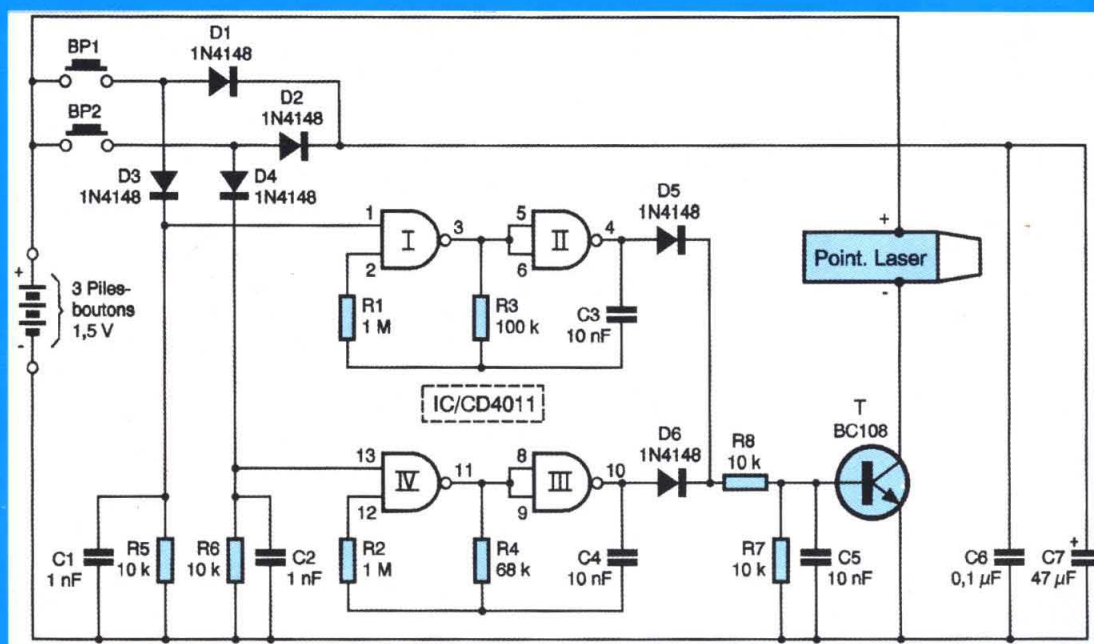 BP1
D1
1N4148
BP2
D2
1N4148
D3
1N4148
D4
1N4148
+
3 Piles-
boutons
1,5 V
-
1
2
I
3
5
6
II
4
D5
1N4148
R1
1 M
R3
100 k
C3
10 nF
+
Point. Laser
-
IC/CD4011
13
12
IV
11
8
9
III
10
D6
1N4148
R8
10 k
T
BC108
C1
1 nF
R5
10 k
R6
10 k
C2
1 nF
R2
1 M
R4
68 k
C4
10 nF
R7
10 k
C5
10 nF
C6
0,1 µF
C7
47 µF
+